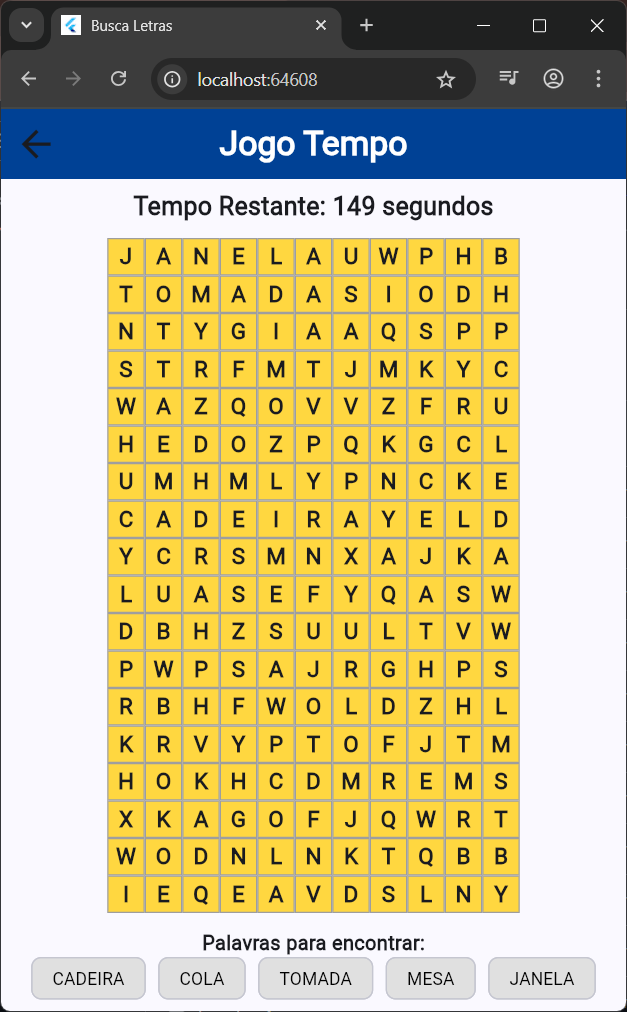 Busca Letras
localhost:64608
Jogo Tempo
Tempo Restante: 149 segundos
J A N E L A U W P H B
T O M A D A S I O D H
N T Y G I A A Q S P P
S T R F M T J M K Y C
W A Z Q O V V Z F R U
H E D O Z P Q K G C L
U M H M L Y P N C K E
C A D E I R A Y E L D
Y C R S M N X A J K A
L U A S E F Y Q A S W
D B H Z S U U L T V W
P W P S A J R G H P S
R B H F W O L D Z H L
K R V Y P T O F J T M
H O K H C D M R E M S
X K A G O F J Q W R T
W O D N L N K T Q B B
I E Q E A V D S L N Y
Palavras para encontrar:
CADEIRA COLA TOMADA MESA JANELA